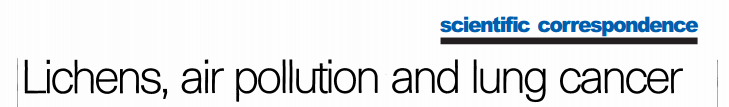 scientific correspondence
Lichens, air pollution and lung cancer